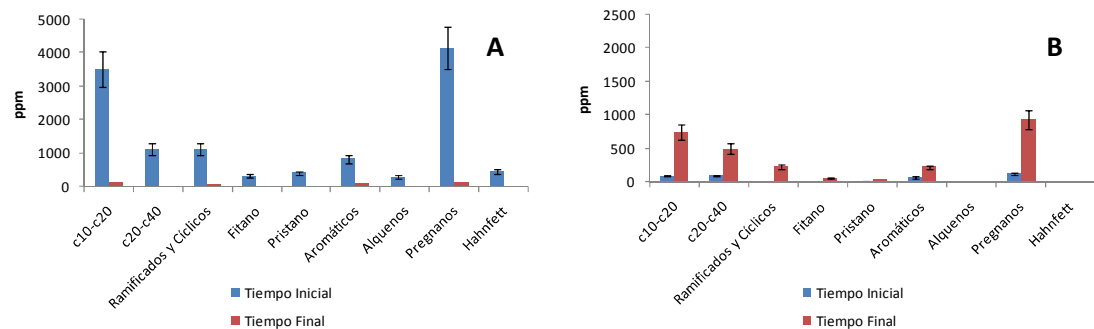 A
ppm
5000
4000
3000
2000
1000
0
c10-c20
c20-c40
Ramificados y Cíclicos
Fitano
Pristano
Aromáticos
Alquenos
Pregnanos
Hahnfett
Tiempo Inicial
Tiempo Final
B
ppm
2500
2000
1500
1000
500
0
c10-c20
c20-c40
Ramificados y Cíclicos
Fitano
Pristano
Aromáticos
Alquenos
Pregnanos
Hahnfett
Tiempo Inicial
Tiempo Final